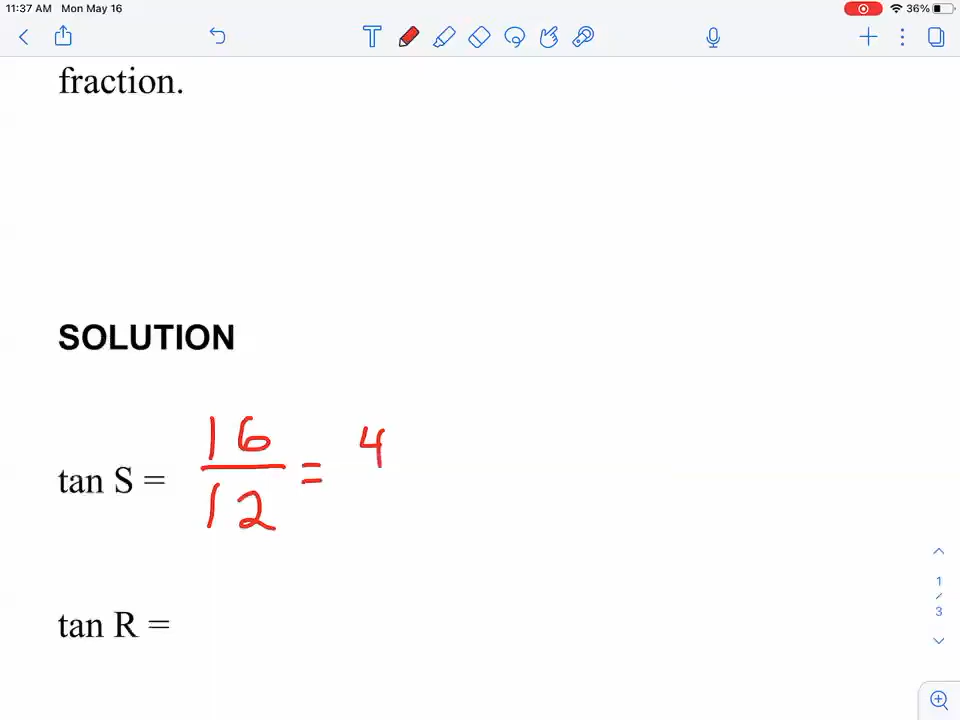 11:37 AM Mon May 16 36%
T
fraction.
SOLUTION
tan S = 16/12 = 4
1/3
tan R =